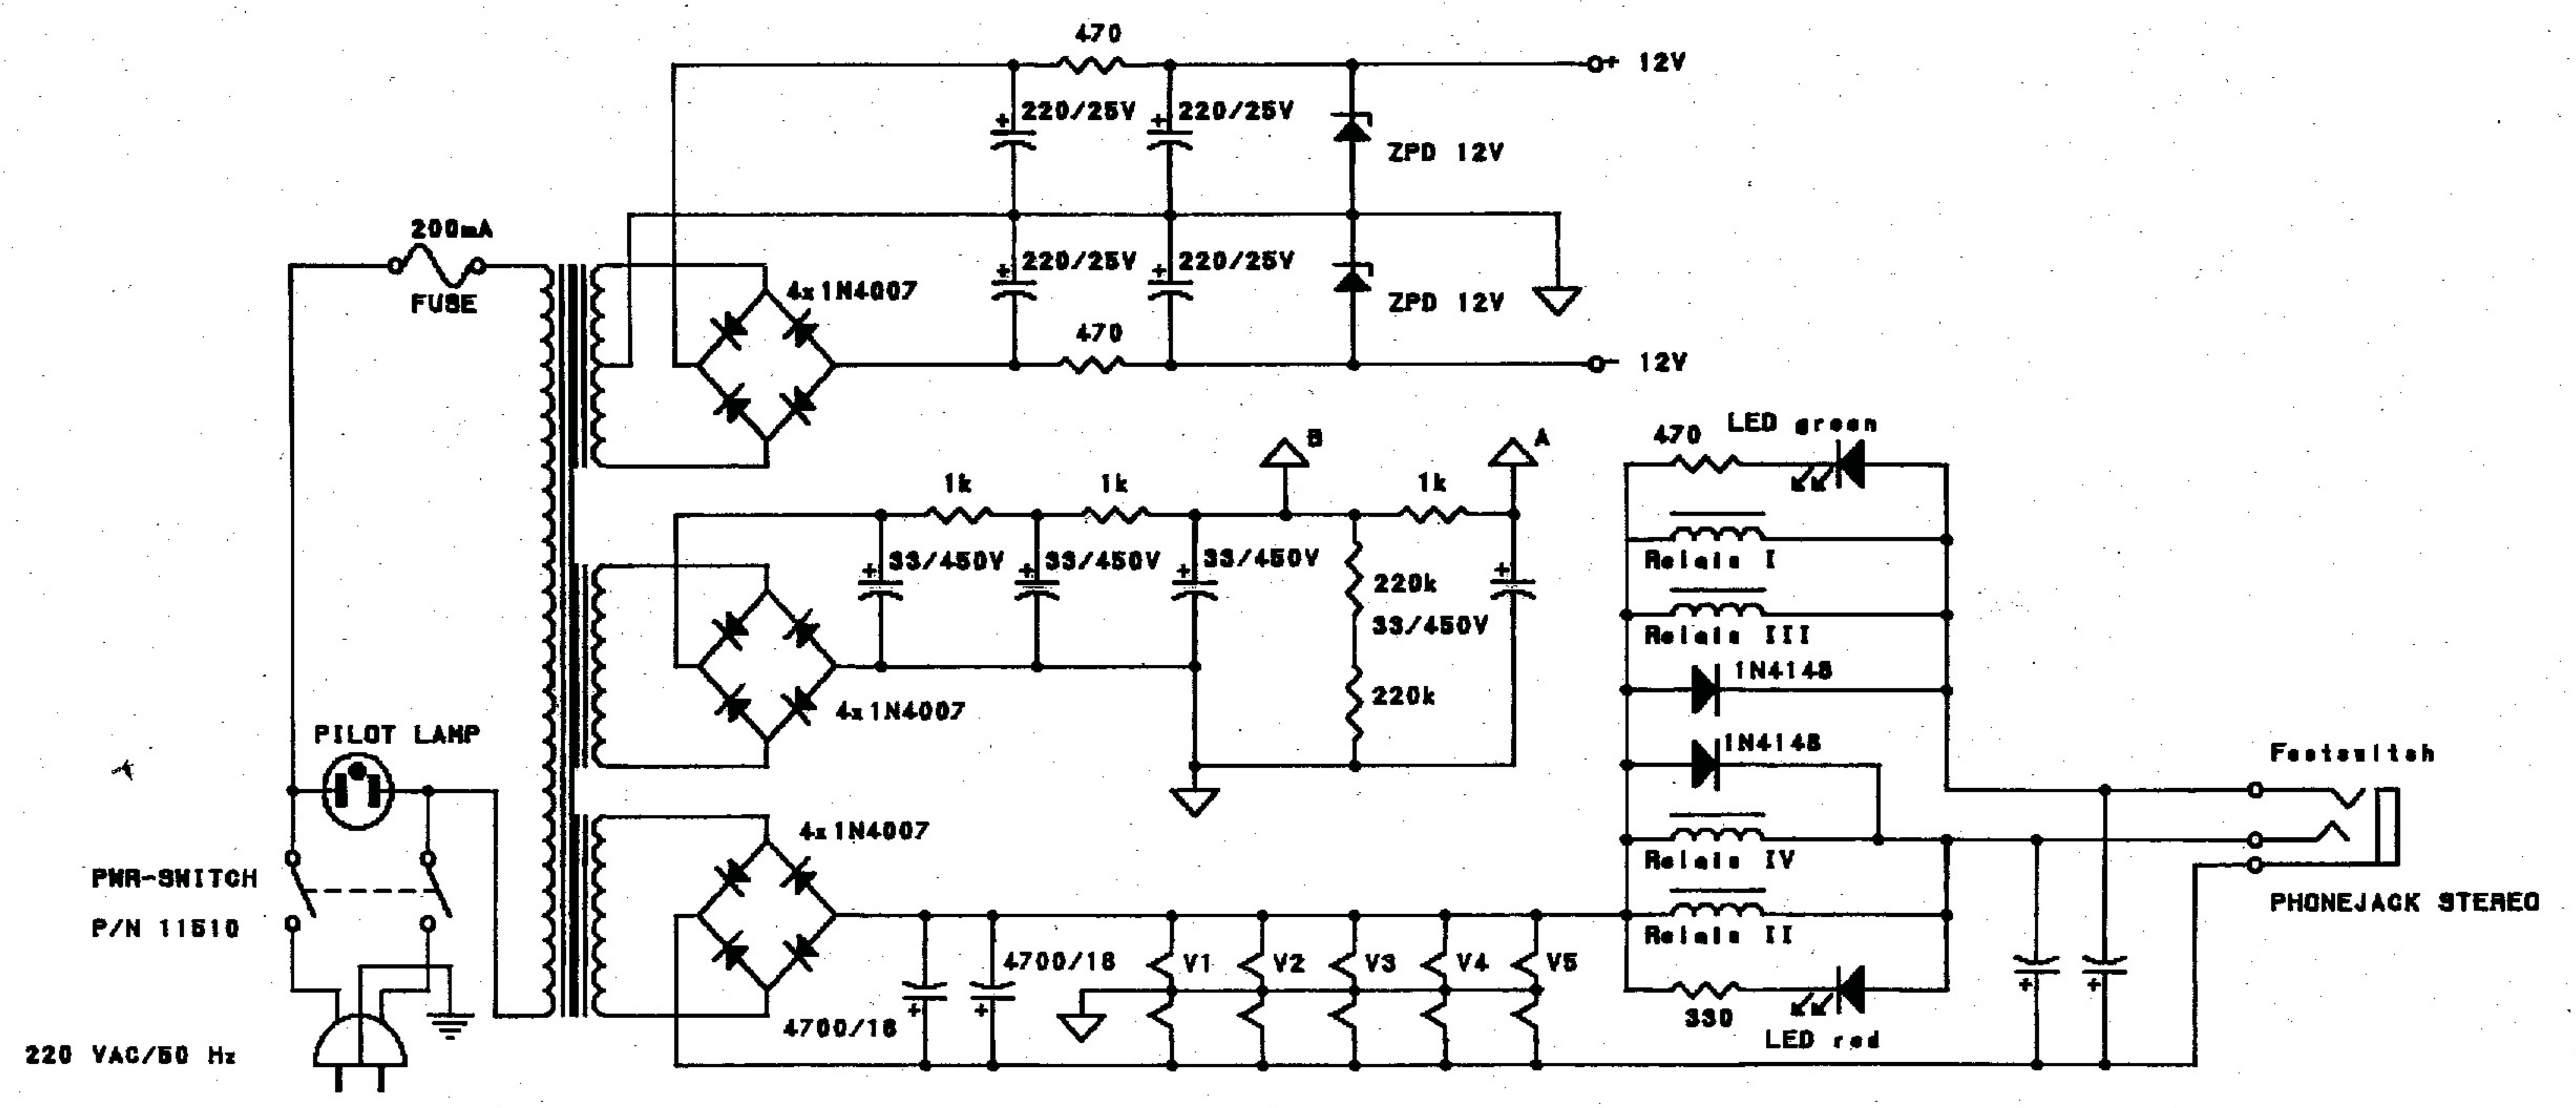 470
+ 12V
220/25V
220/25V
ZPD 12V
200mA
FUSE
220/25V
220/25V
ZPD 12V
4x1N4007
470
- 12V
LED green
470
B
A
1k
1k
1k
33/450V
33/450V
33/450V
220k
33/450V
220k
Relais I
Relais III
1N4148
4x1N4007
PILOT LAMP
1N4148
Footswitch
4x1N4007
Relais IV
PWR-SWITCH
P/N 11510
PHONEJACK STEREO
Relais II
4700/16
V1
V2
V3
V4
V5
4700/16
330
LED red
220 VAC/50 Hz